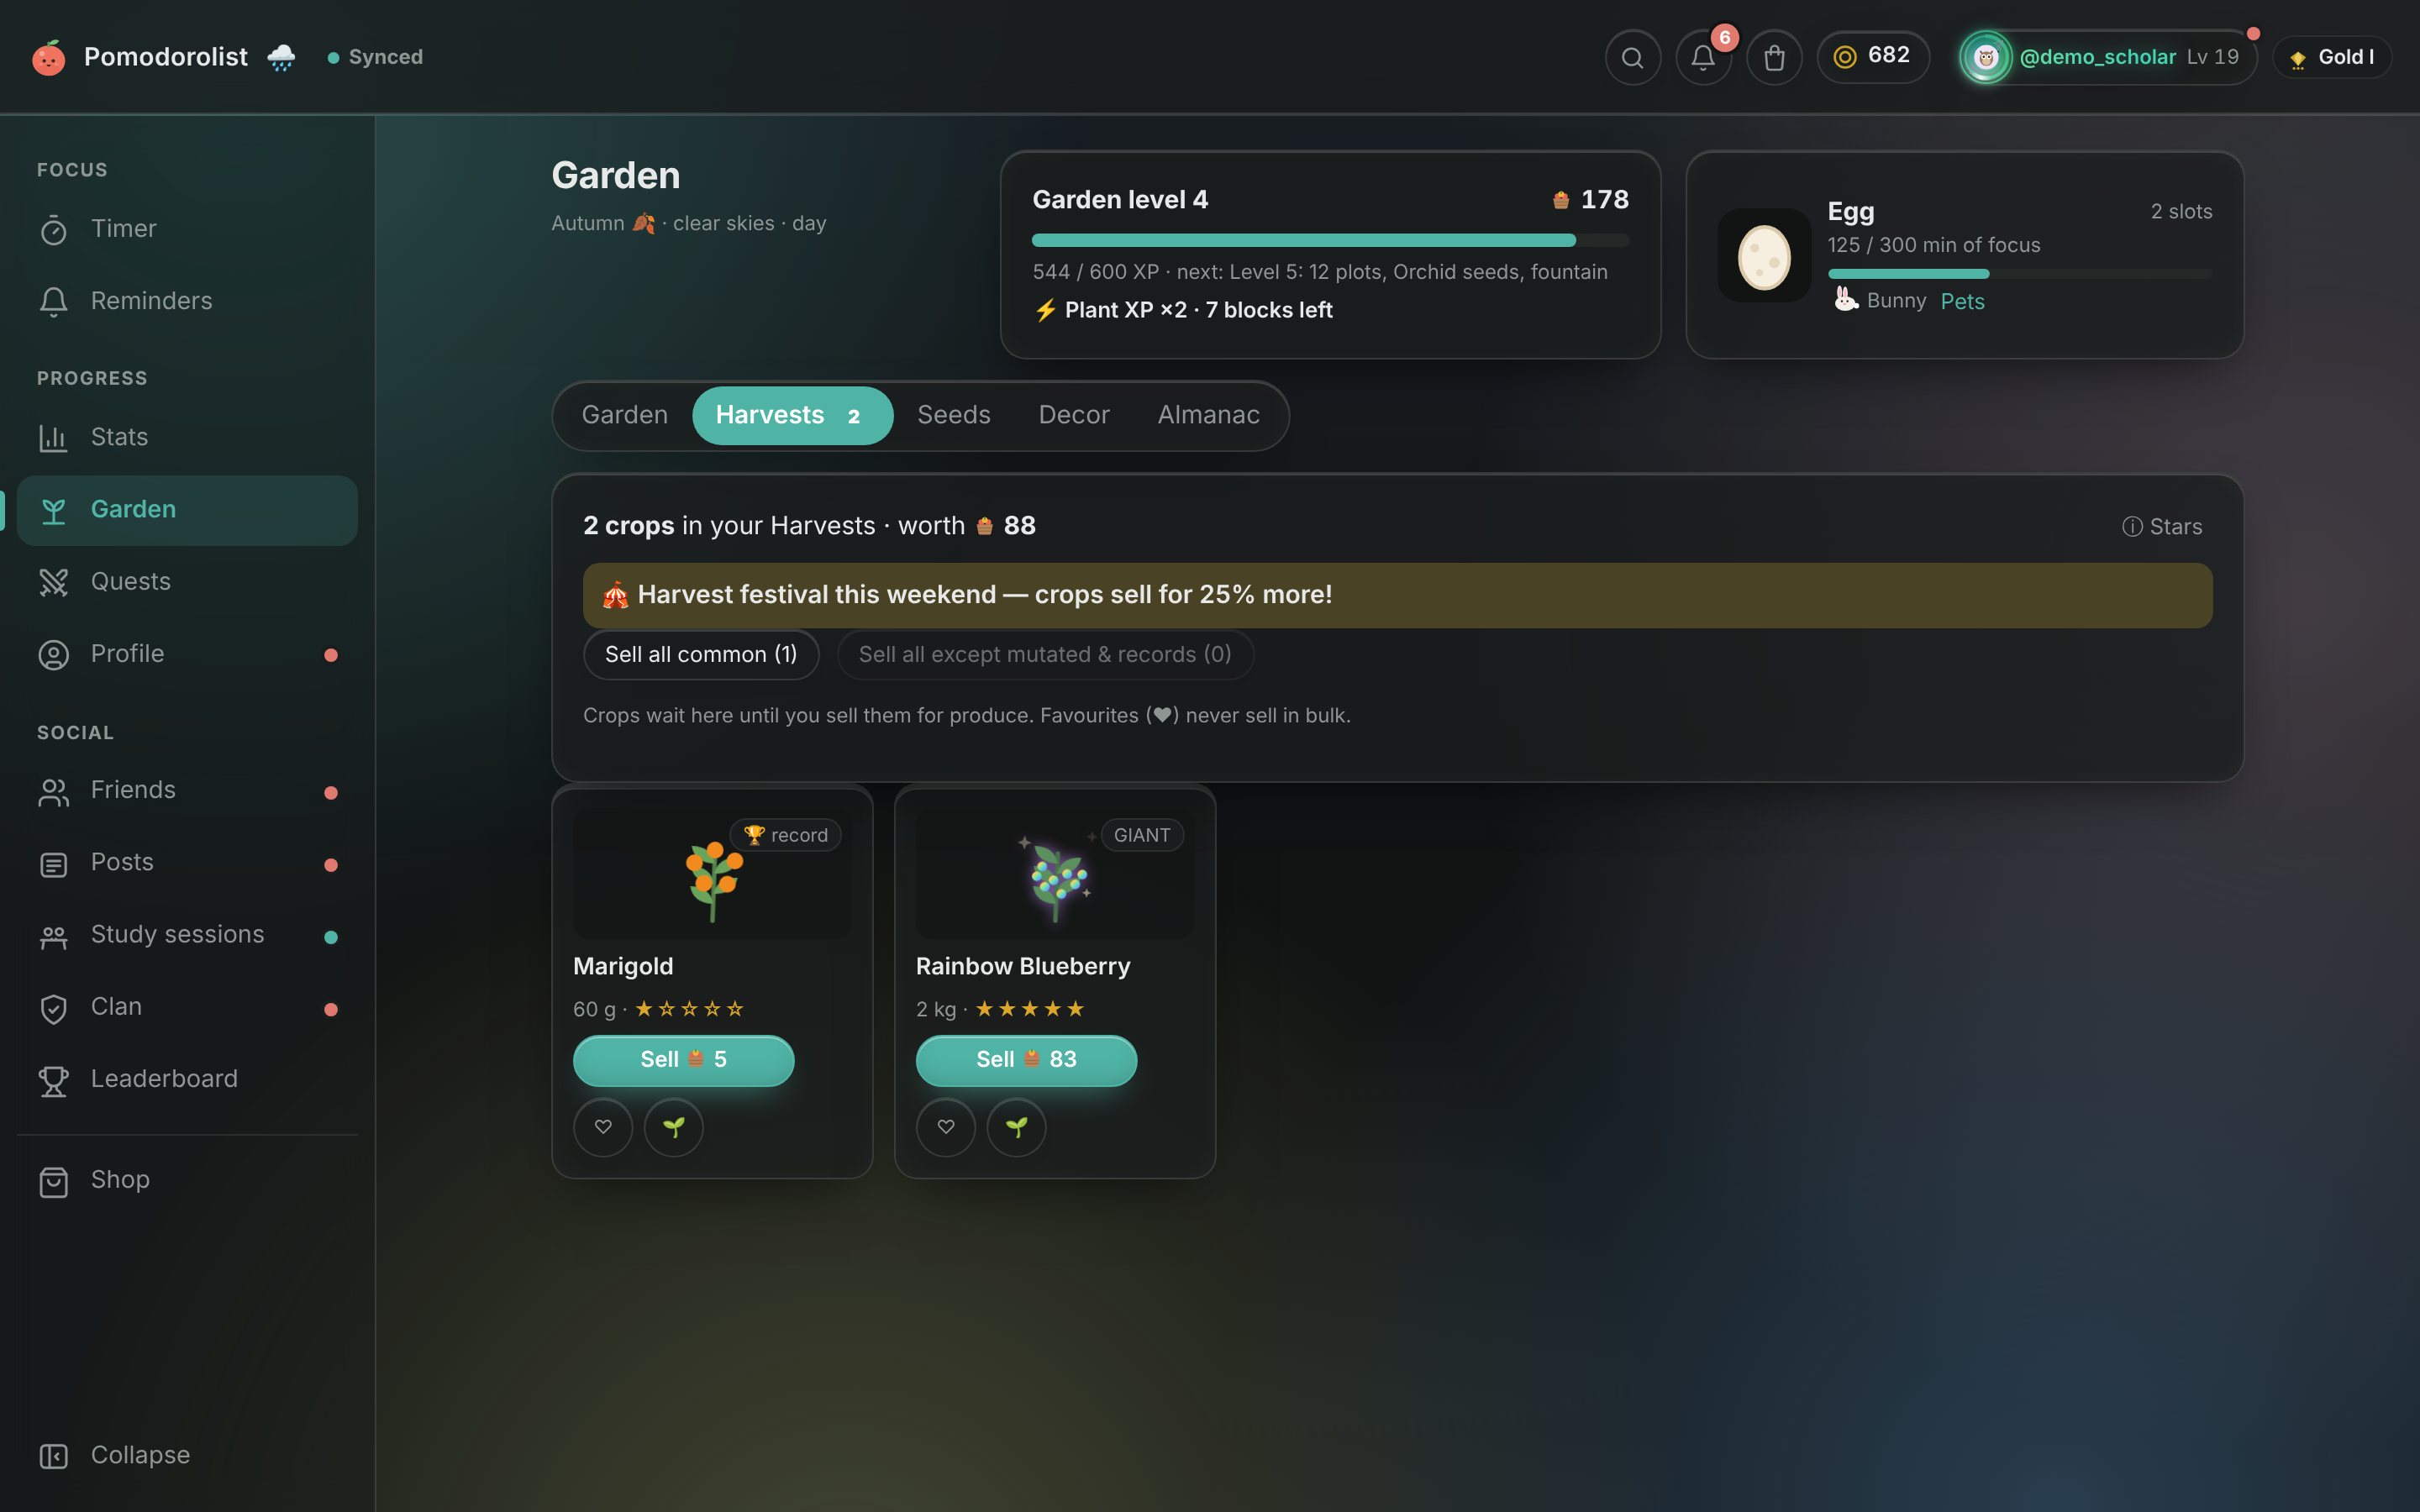 Pomodorolist
Synced
6
682
@demo_scholar Lv 19
Gold I
FOCUS
Timer
Reminders
PROGRESS
Stats
Garden
Quests
Profile
SOCIAL
Friends
Posts
Study sessions
Clan
Leaderboard
Shop
Collapse
Garden
Autumn 🍂 · clear skies · day
Garden level 4
178
544 / 600 XP · next: Level 5: 12 plots, Orchid seeds, fountain
⚡ Plant XP ×2 · 7 blocks left
Egg
2 slots
125 / 300 min of focus
Bunny Pets
Garden
Harvests 2
Seeds
Decor
Almanac
2 crops in your Harvests · worth 88
ⓘ Stars
🎪 Harvest festival this weekend — crops sell for 25% more!
Sell all common (1)
Sell all except mutated & records (0)
Crops wait here until you sell them for produce. Favourites (♥) never sell in bulk.
🏆 record
Marigold
60 g · ★☆☆☆☆
Sell 5
GIANT
Rainbow Blueberry
2 kg · ★★★★★
Sell 83